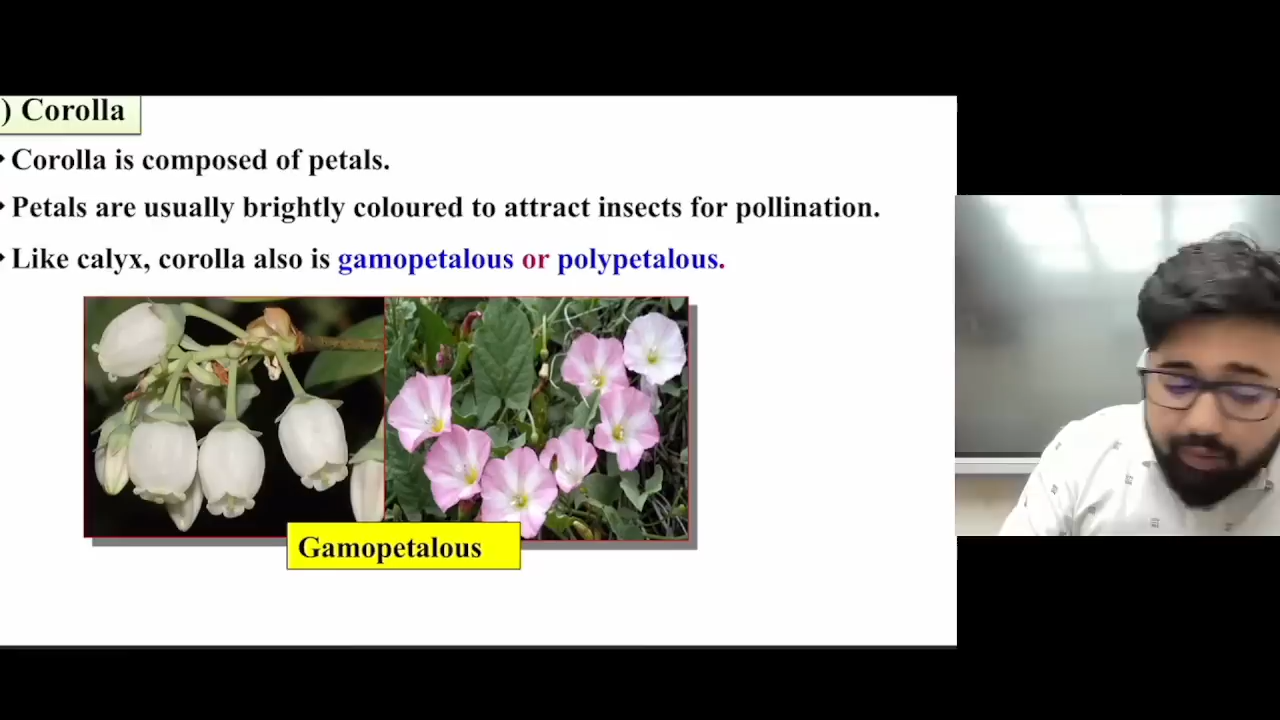 ) Corolla
Corolla is composed of petals.
Petals are usually brightly coloured to attract insects for pollination.
Like calyx, corolla also is gamopetalous or polypetalous.
Gamopetalous